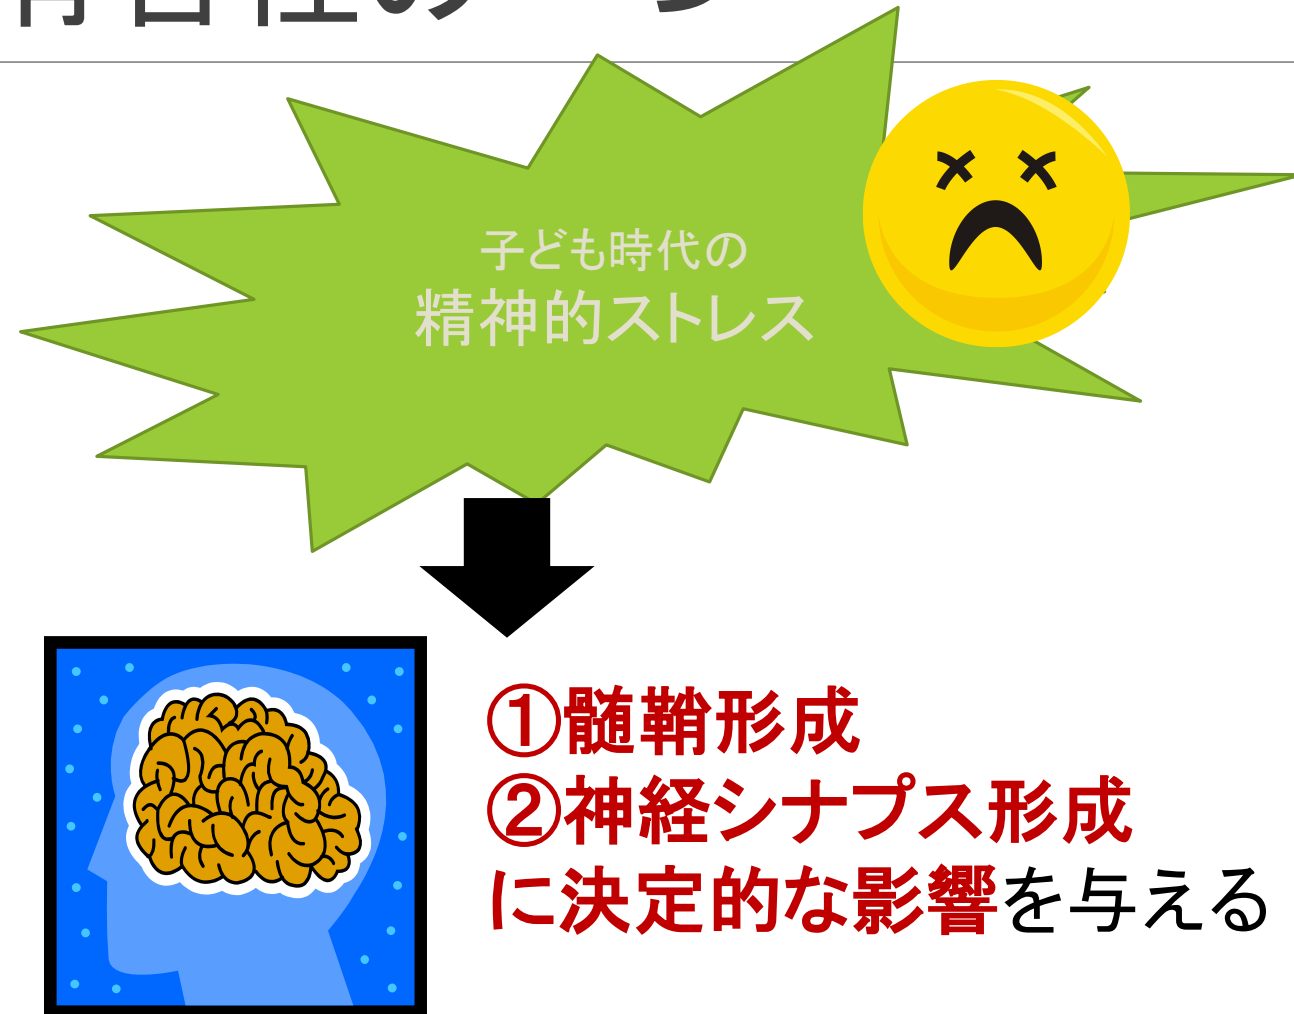 子ども時代の
精神的ストレス
①髄鞘形成
②神経シナプス形成
に決定的な影響を与える